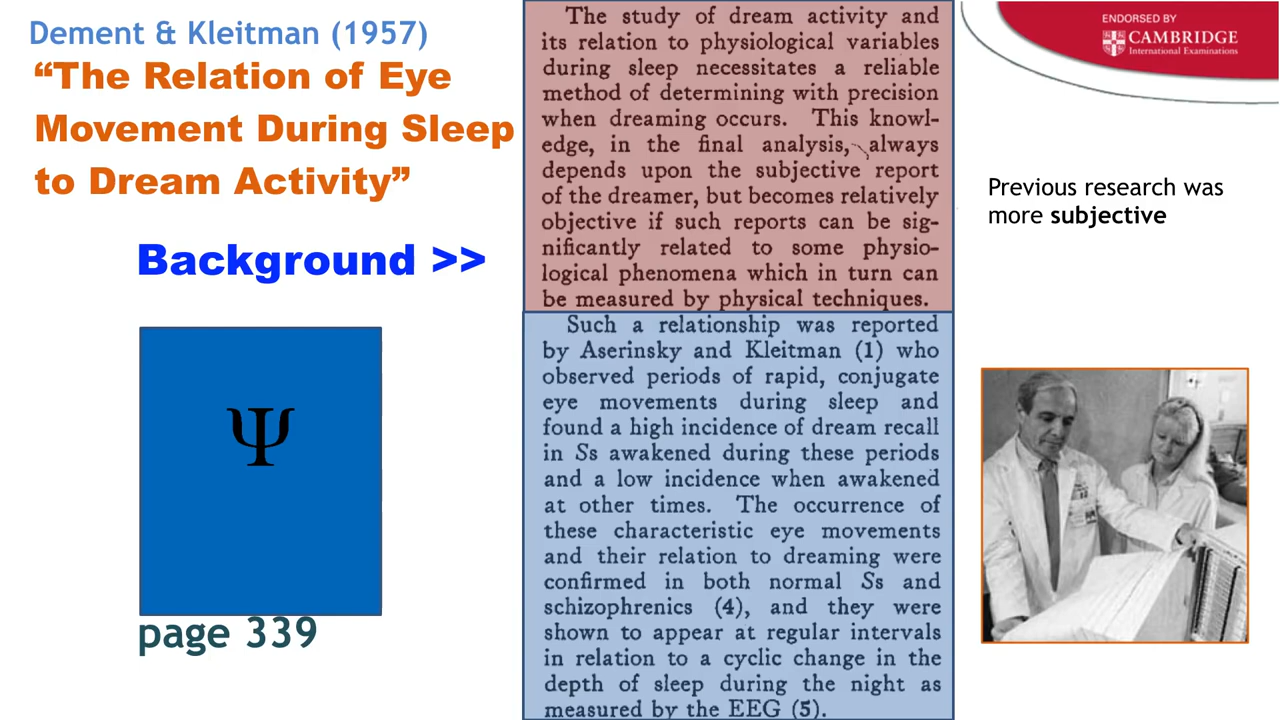 Dement & Kleitman (1957)
“The Relation of Eye
Movement During Sleep
to Dream Activity”
Background >>
Ψ
page 339
The study of dream activity and
its relation to physiological variables
during sleep necessitates a reliable
method of determining with precision
when dreaming occurs. This knowl-
edge, in the final analysis, always
depends upon the subjective report
of the dreamer, but becomes relatively
objective if such reports can be sig-
nificantly related to some physio-
logical phenomena which in turn can
be measured by physical techniques.
Such a relationship was reported
by Aserinsky and Kleitman (1) who
observed periods of rapid, conjugate
eye movements during sleep and
found a high incidence of dream recall
in Ss awakened during these periods
and a low incidence when awakened
at other times. The occurrence of
these characteristic eye movements
and their relation to dreaming were
confirmed in both normal Ss and
schizophrenics (4), and they were
shown to appear at regular intervals
in relation to a cyclic change in the
depth of sleep during the night as
measured by the EEG (5).
ENDORSED BY
CAMBRIDGE
International Examinations
Previous research was
more subjective